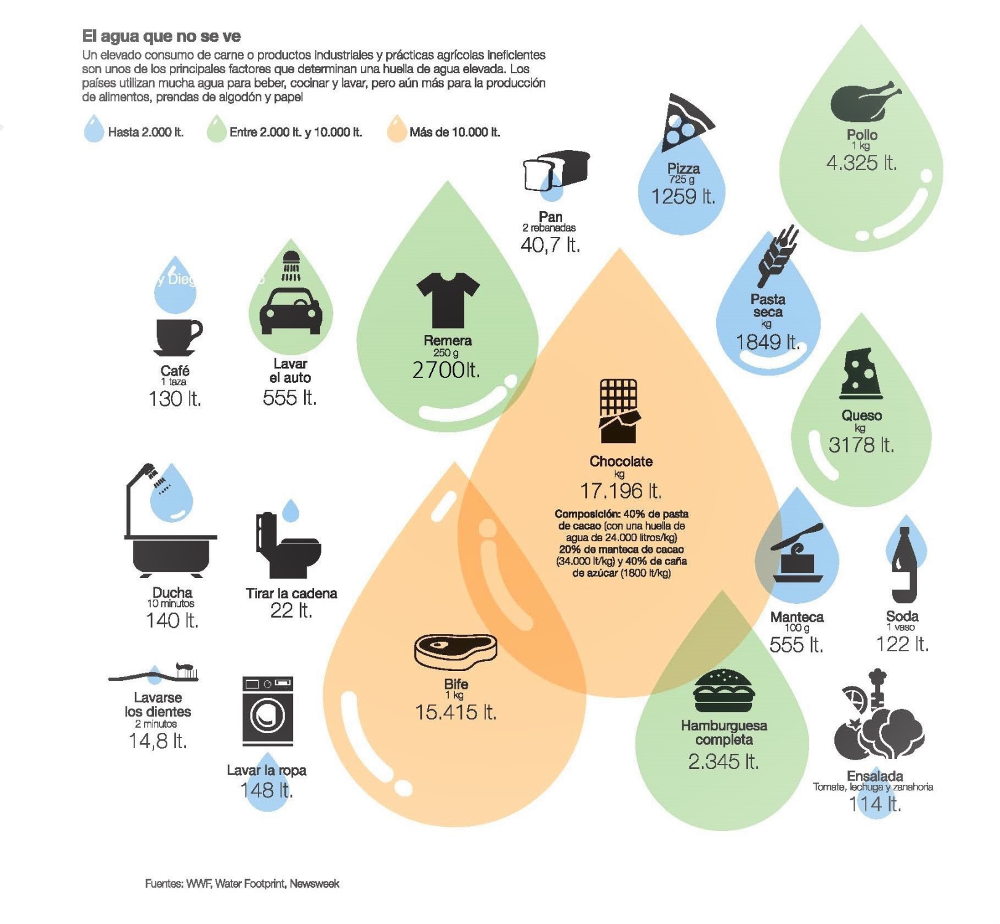 El agua que no se ve
Un elevado consumo de carne o productos industriales y prácticas agrícolas ineficientes
son unos de los principales factores que determinan una huella de agua elevada. Los
países utilizan mucha agua para beber, cocinar y lavar, pero aún más para la producción
de alimentos, prendas de algodón y papel
Hasta 2.000 lt.
Entre 2.000 lt. y 10.000 lt.
Más de 10.000 lt.
Pollo
1 kg
4.325 lt.
Pizza
725 g
1259 lt.
Pan
2 rebanadas
40,7 lt.
Pasta
seca
kg
1849 lt.
y Dieg
Café
1 taza
130 lt.
Lavar
el auto
555 lt.
Remera
250 g
2700lt.
Queso
kg
3178 lt.
Chocolate
kg
17.196 lt.
Composición: 40% de pasta
de cacao (con una huella de
agua de 24.000 litros/kg)
20% de manteca de cacao
(34.000 lt/kg) y 40% de caña
de azúcar (1800 lt/kg)
Ducha
10 minutos
140 lt.
Tirar la cadena
22 lt.
Manteca
100 g
555 lt.
Soda
1 vaso
122 lt.
Bife
1 kg
15.415 lt.
Lavarse
los dientes
2 minutos
14,8 lt.
Lavar la ropa
148 lt.
Hamburguesa
completa
2.345 lt.
Ensalada
Tomate, lechuga y zanahoria
114 lt.
Fuentes: WWF, Water Footprint, Newsweek